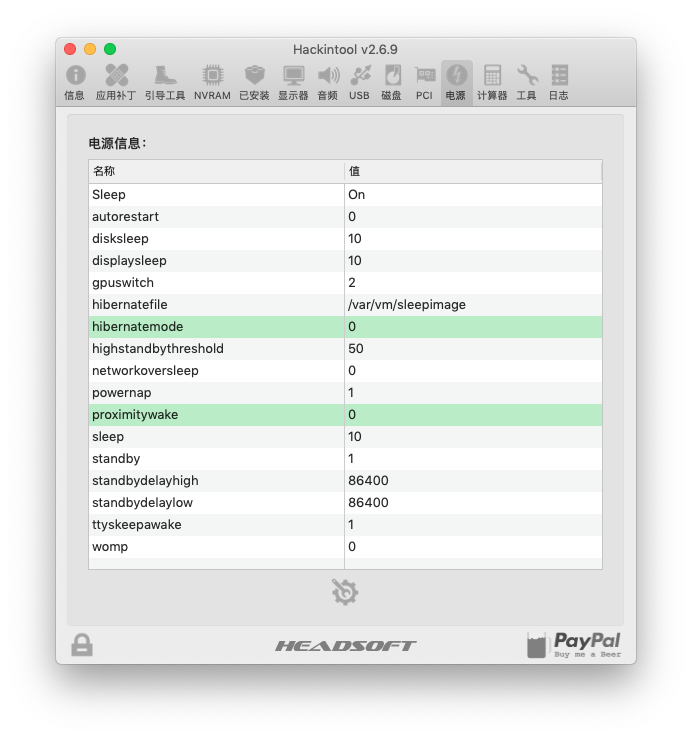 Hackintool v2.6.9
信息 应用补丁 引导工具 NVRAM 已安装 显示器 音频 USB 磁盘 PCI 电源 计算器 工具 日志
电源信息：
名称 值
Sleep On
autorestart 0
disksleep 10
displaysleep 10
gpuswitch 2
hibernatefile /var/vm/sleepimage
hibernatemode 0
highstandbythreshold 50
networkoversleep 0
powernap 1
proximitywake 0
sleep 10
standby 1
standbydelayhigh 86400
standbydelaylow 86400
ttyskeepawake 1
womp 0
HEADSOFT
PayPal
Buy me a Beer